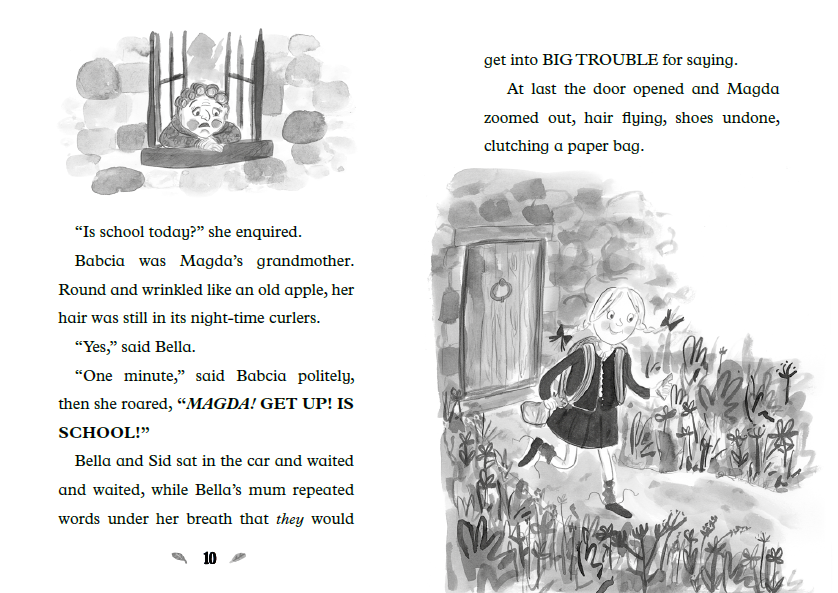 “Is school today?” she enquired.
Babcia was Magda’s grandmother.
Round and wrinkled like an old apple, her
hair was still in its night-time curlers.
“Yes,” said Bella.
“One minute,” said Babcia politely,
then she roared, “MAGDA! GET UP! IS
SCHOOL!”
Bella and Sid sat in the car and waited
and waited, while Bella’s mum repeated
words under her breath that they would
10
get into BIG TROUBLE for saying.
At last the door opened and Magda
zoomed out, hair flying, shoes undone,
clutching a paper bag.